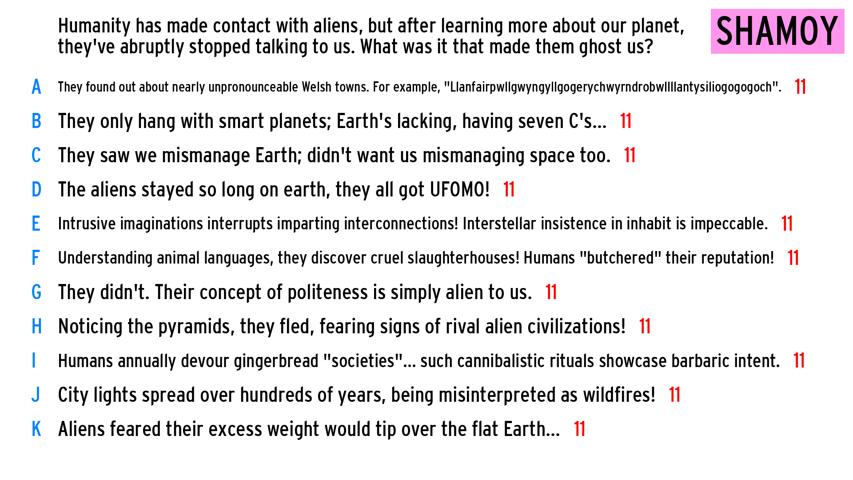 Humanity has made contact with aliens, but after learning more about our planet,
they've abruptly stopped talking to us. What was it that made them ghost us?
SHAMOY
A They found out about nearly unpronounceable Welsh towns. For example, "Llanfairpwllgwyngyllgogerychwyrndrobwllllantysiliogogogoch". 11
B They only hang with smart planets; Earth's lacking, having seven C's... 11
C They saw we mismanage Earth; didn't want us mismanaging space too. 11
D The aliens stayed so long on earth, they all got UFOMO! 11
E Intrusive imaginations interrupts imparting interconnections! Interstellar insistence in inhabit is impeccable. 11
F Understanding animal languages, they discover cruel slaughterhouses! Humans "butchered" their reputation! 11
G They didn't. Their concept of politeness is simply alien to us. 11
H Noticing the pyramids, they fled, fearing signs of rival alien civilizations! 11
I Humans annually devour gingerbread "societies"... such cannibalistic rituals showcase barbaric intent. 11
J City lights spread over hundreds of years, being misinterpreted as wildfires! 11
K Aliens feared their excess weight would tip over the flat Earth... 11